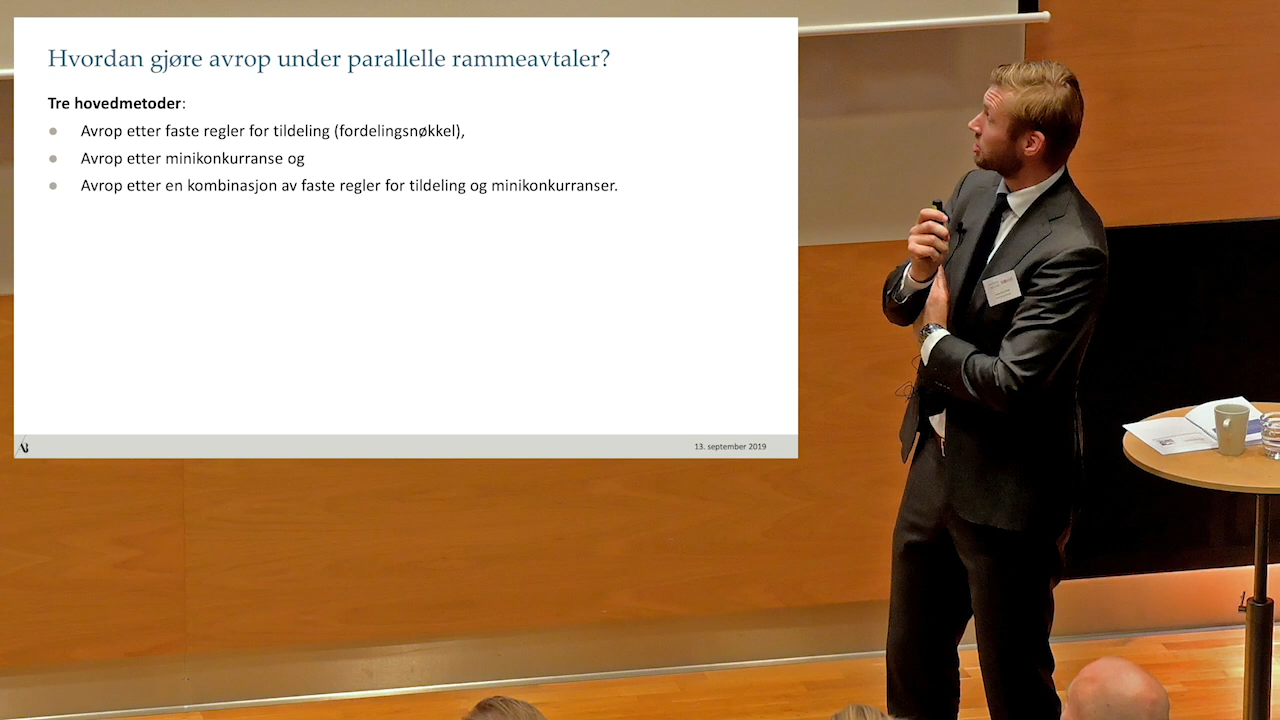 Hvordan gjøre avrop under parallelle rammeavtaler?
Tre hovedmetoder:
● Avrop etter faste regler for tildeling (fordelingsnøkkel),
● Avrop etter minikonkurranse og
● Avrop etter en kombinasjon av faste regler for tildeling og minikonkurranser.
13. september 2019